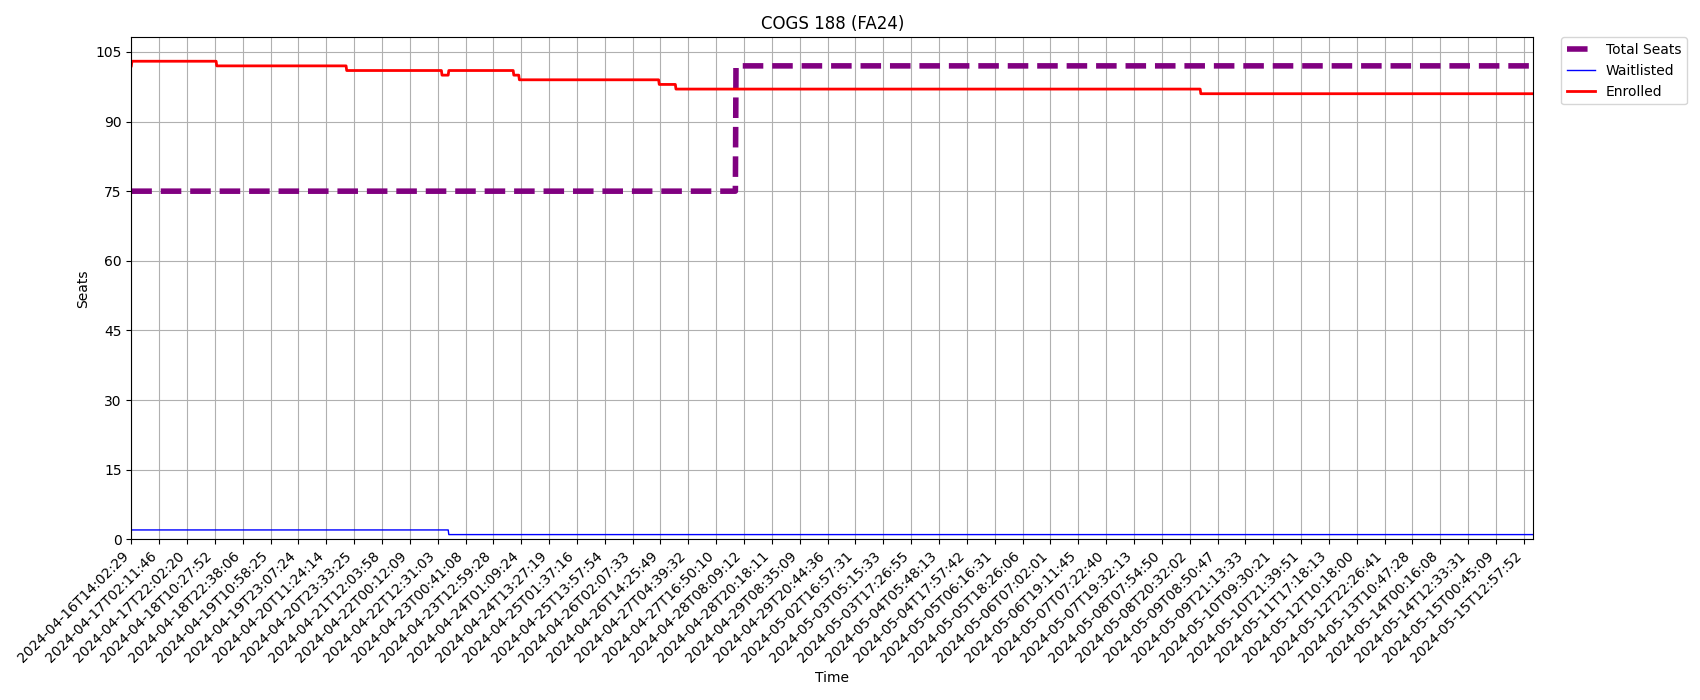 COGS 188 (FA24)
Total Seats
Waitlisted
Enrolled
Seats
105
90
75
60
45
30
15
0
2024-04-16T14:02:29
2024-04-17T02:11:46
2024-04-17T22:02:20
2024-04-18T10:27:52
2024-04-18T22:38:06
2024-04-19T10:58:25
2024-04-19T23:07:24
2024-04-20T11:24:14
2024-04-20T23:33:25
2024-04-21T12:03:58
2024-04-22T00:12:09
2024-04-22T12:31:03
2024-04-23T00:41:08
2024-04-23T12:59:28
2024-04-24T01:09:24
2024-04-24T13:27:19
2024-04-25T01:37:16
2024-04-25T13:57:54
2024-04-26T02:07:33
2024-04-26T14:25:49
2024-04-27T04:39:32
2024-04-27T16:50:10
2024-04-28T08:09:12
2024-04-28T20:18:11
2024-04-29T08:35:09
2024-04-29T20:44:36
2024-05-02T16:57:31
2024-05-03T05:15:33
2024-05-03T17:26:55
2024-05-04T05:48:13
2024-05-04T17:57:42
2024-05-05T06:16:31
2024-05-05T18:26:06
2024-05-06T07:02:01
2024-05-06T19:11:45
2024-05-07T07:22:40
2024-05-07T19:32:13
2024-05-08T07:54:50
2024-05-08T20:32:02
2024-05-09T08:50:47
2024-05-09T21:13:33
2024-05-10T09:30:21
2024-05-10T21:39:51
2024-05-11T17:18:13
2024-05-12T10:18:00
2024-05-12T22:26:41
2024-05-13T10:47:28
2024-05-14T00:16:08
2024-05-14T12:33:31
2024-05-15T00:45:09
2024-05-15T12:57:52
Time